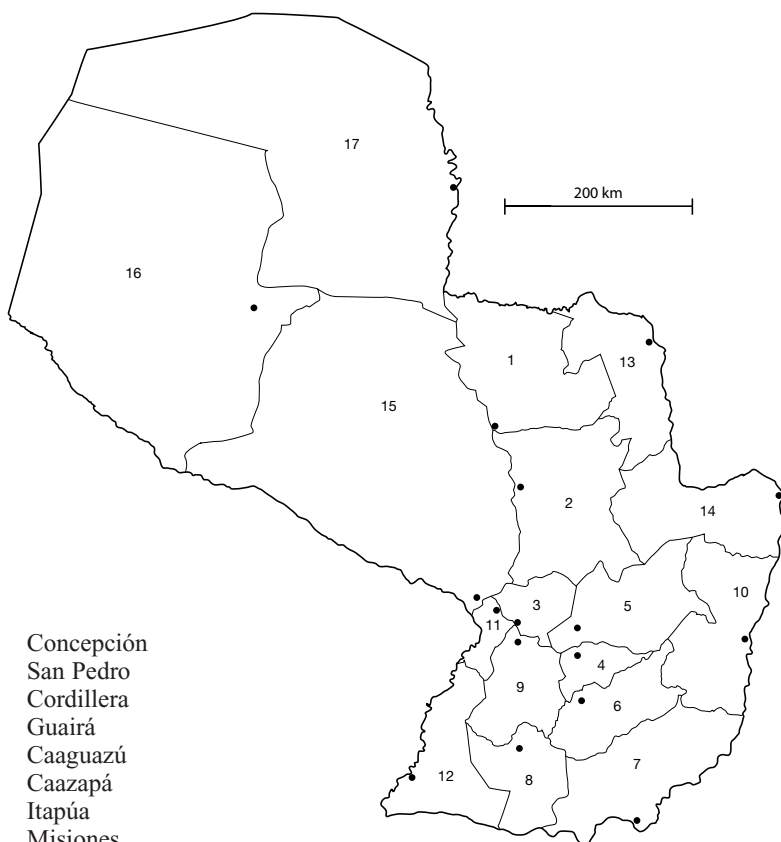 17
200 km
16
1
13
15
2
14
3
5
10
11
4
9
6
7
12
8
Concepción
San Pedro
Cordillera
Guairá
Caaguazú
Caazapá
Itapúa
Misiones